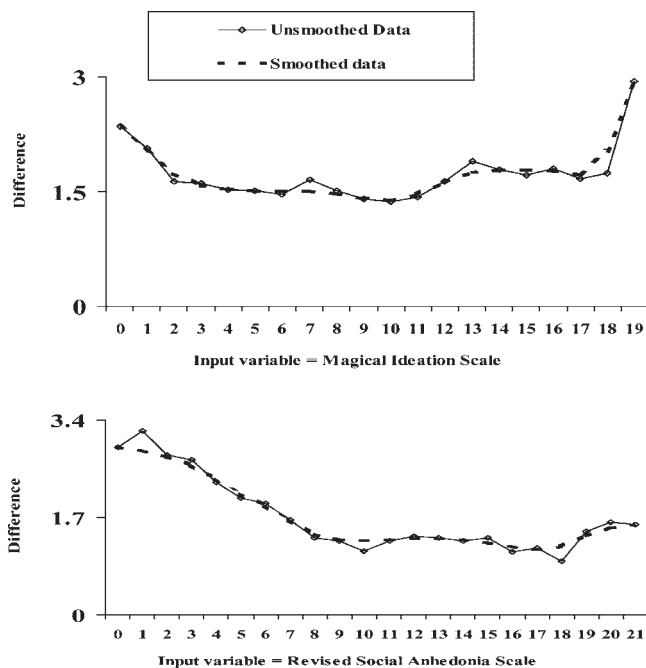 Unsmoothed Data
Smoothed data
3
1.5
0
Difference
0 1 2 3 4 5 6 7 8 9 10 11 12 13 14 15 16 17 18 19
Input variable = Magical Ideation Scale
3.4
1.7
0
Difference
0 1 2 3 4 5 6 7 8 9 10 11 12 13 14 15 16 17 18 19 20 21
Input variable = Revised Social Anhedonia Scale